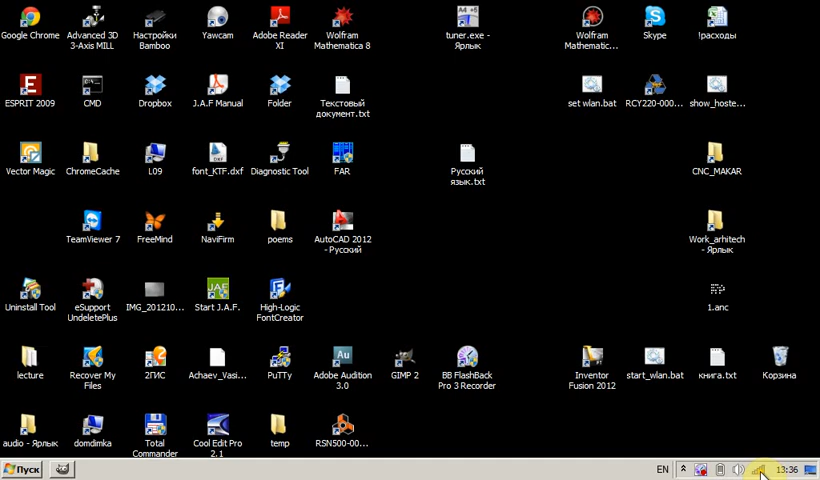 Google Chrome
Advanced 3D
3-Axis MILL
Настройки
Bamboo
Yawcam
Adobe Reader
XI
Wolfram
Mathematica 8
tuner.exe -
Ярлык
Wolfram
Mathematic...
Skype
!расходы
ESPRIT 2009
CMD
Dropbox
J.A.F Manual
Folder
Текстовый
документ.txt
set wlan.bat
RCY220-000...
show_hoste...
Vector Magic
ChromeCache
L09
font_KTF.dxf
Diagnostic Tool
FAR
Русский
язык.txt
CNC_MAKAR
TeamViewer 7
FreeMind
NaviFirm
poems
AutoCAD 2012
- Русский
Work_arhitech
- Ярлык
Uninstall Tool
eSupport
UndeletePlus
IMG_201210...
Start J.A.F.
High-Logic
FontCreator
1.anc
lecture
Recover My
Files
2ГИС
Achaev_Vasi...
PuTTy
Adobe Audition
3.0
GIMP 2
BB FlashBack
Pro 3 Recorder
Inventor
Fusion 2012
start_wlan.bat
книга.txt
Корзина
audio - Ярлык
domdimka
Total
Commander
Cool Edit Pro
2.1
temp
RSN500-00...
Пуск
EN
13:36